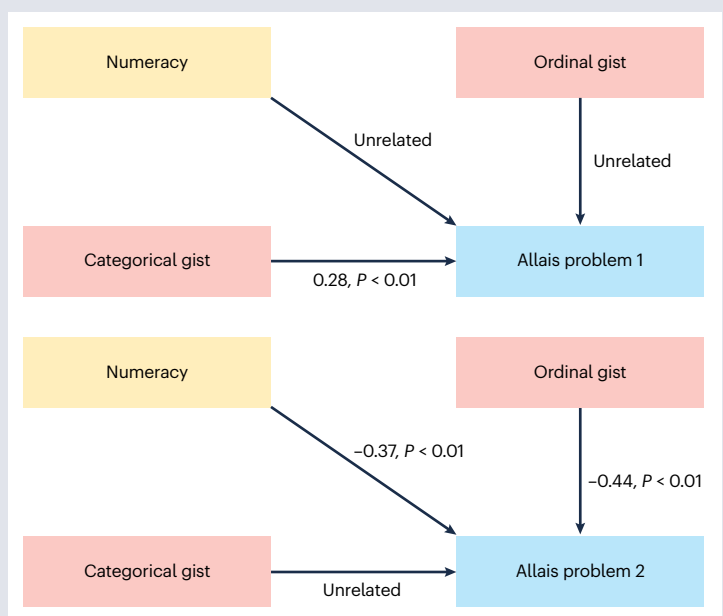 Numeracy
Ordinal gist
Unrelated
Unrelated
Categorical gist
Allais problem 1
0.28, P < 0.01
Numeracy
Ordinal gist
–0.37, P < 0.01
–0.44, P < 0.01
Categorical gist
Allais problem 2
Unrelated